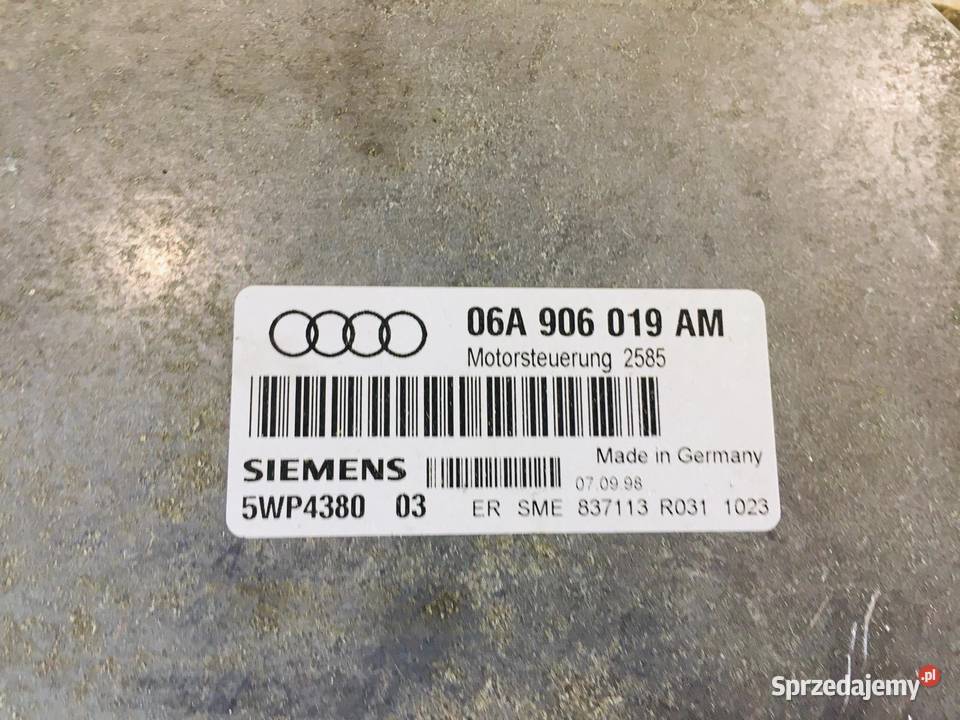 06A 906 019 AM
Motorsteuerung 2585
Made in Germany
SIEMENS
07.09.98
5WP4380 03 ER SME 837113 R031 1023
Sprzedajemy.pl